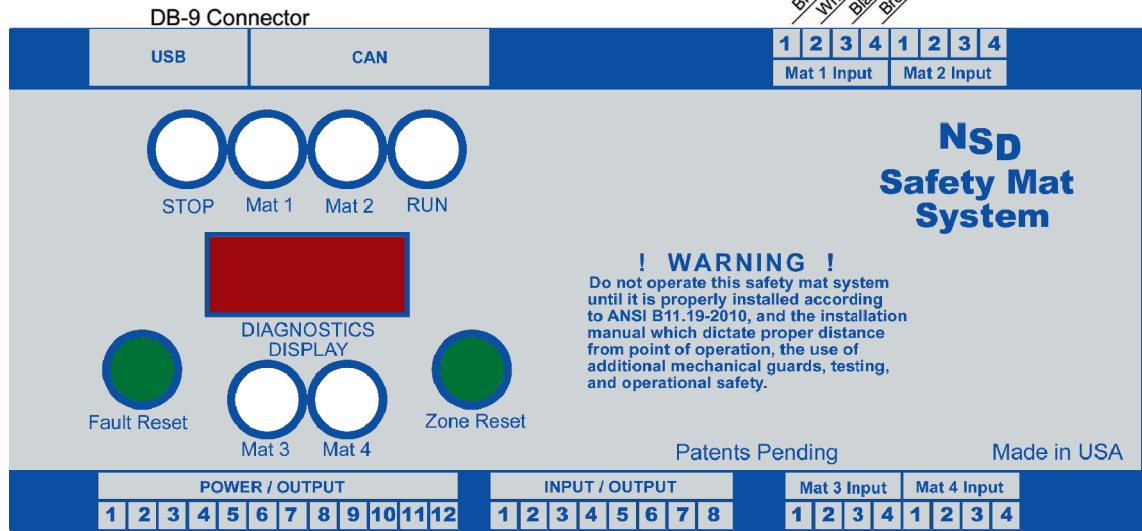 DB-9 Connector
USB
CAN
1 2 3 4 1 2 3 4
Mat 1 Input Mat 2 Input
STOP Mat 1 Mat 2 RUN
NSD
Safety Mat
System
! WARNING !
Do not operate this safety mat system
until it is properly installed according
to ANSI B11.19-2010, and the installation
manual which dictate proper distance
from point of operation, the use of
additional mechanical guards, testing,
and operational safety.
DIAGNOSTICS
DISPLAY
Fault Reset
Zone Reset
Mat 3 Mat 4
Patents Pending
Made in USA
POWER / OUTPUT
1 2 3 4 5 6 7 8 9 10 11 12
INPUT / OUTPUT
1 2 3 4 5 6 7 8
Mat 3 Input Mat 4 Input
1 2 3 4 1 2 3 4